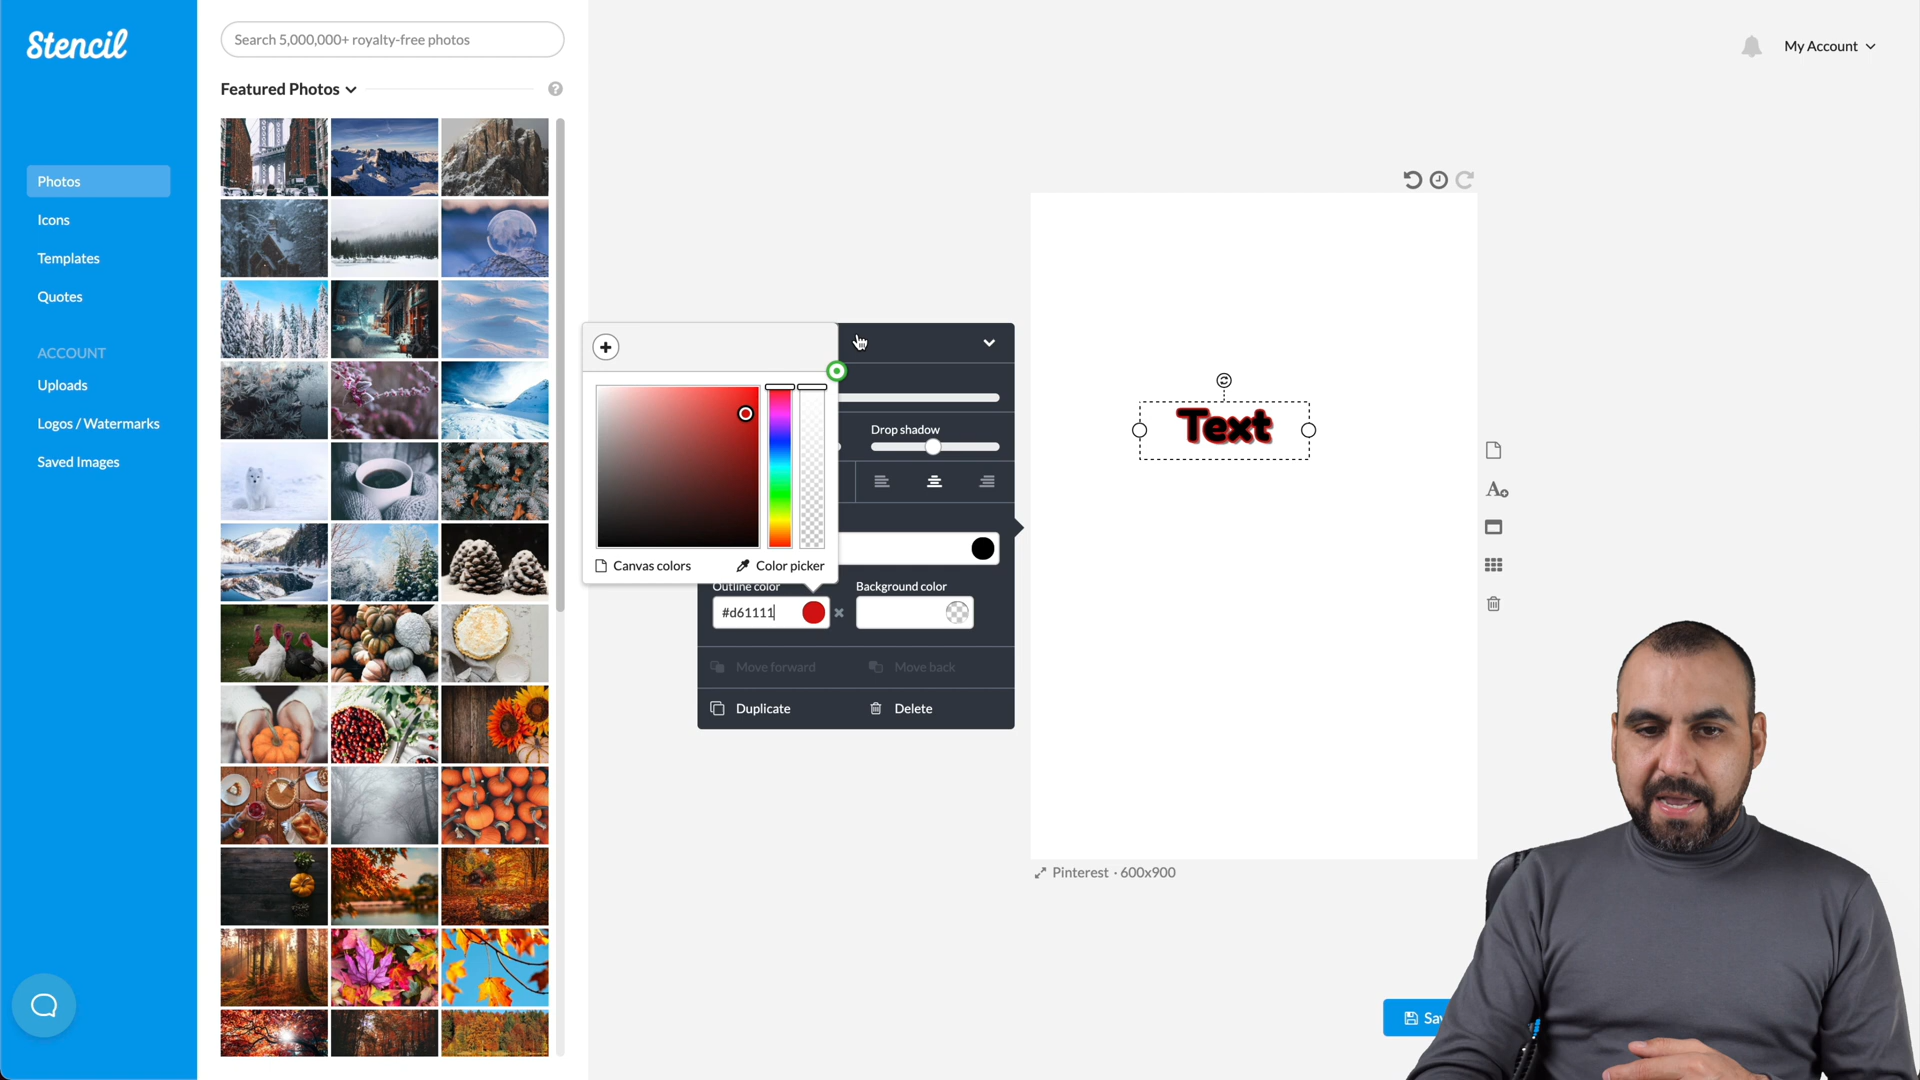 Stencil
Search 5,000,000+ royalty-free photos
My Account
Featured Photos
Photos
Icons
Templates
Quotes
ACCOUNT
Uploads
Logos / Watermarks
Saved Images
Drop shadow
Text
Canvas colors
Color picker
Outline color
Background color
#d61111
Move forward
Move back
Duplicate
Delete
Pinterest · 600x900